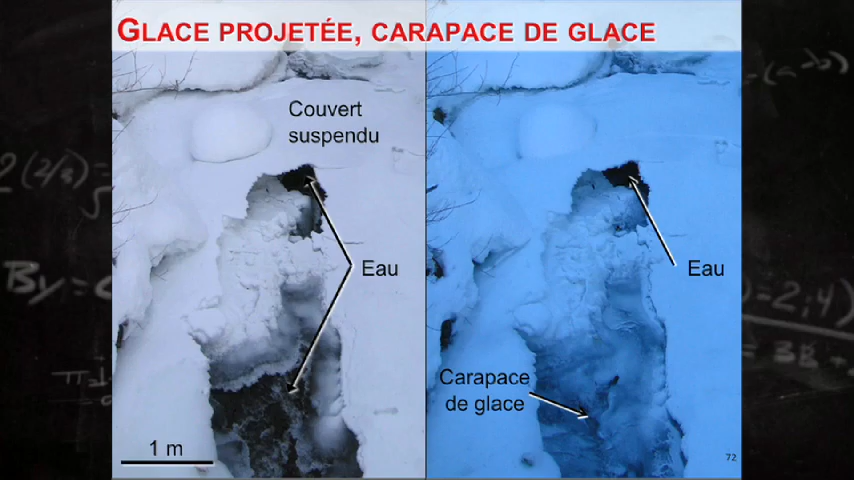 GLACE PROJETÉE, CARAPACE DE GLACE
Couvert
suspendu
Eau
Eau
Carapace
de glace
1 m
72